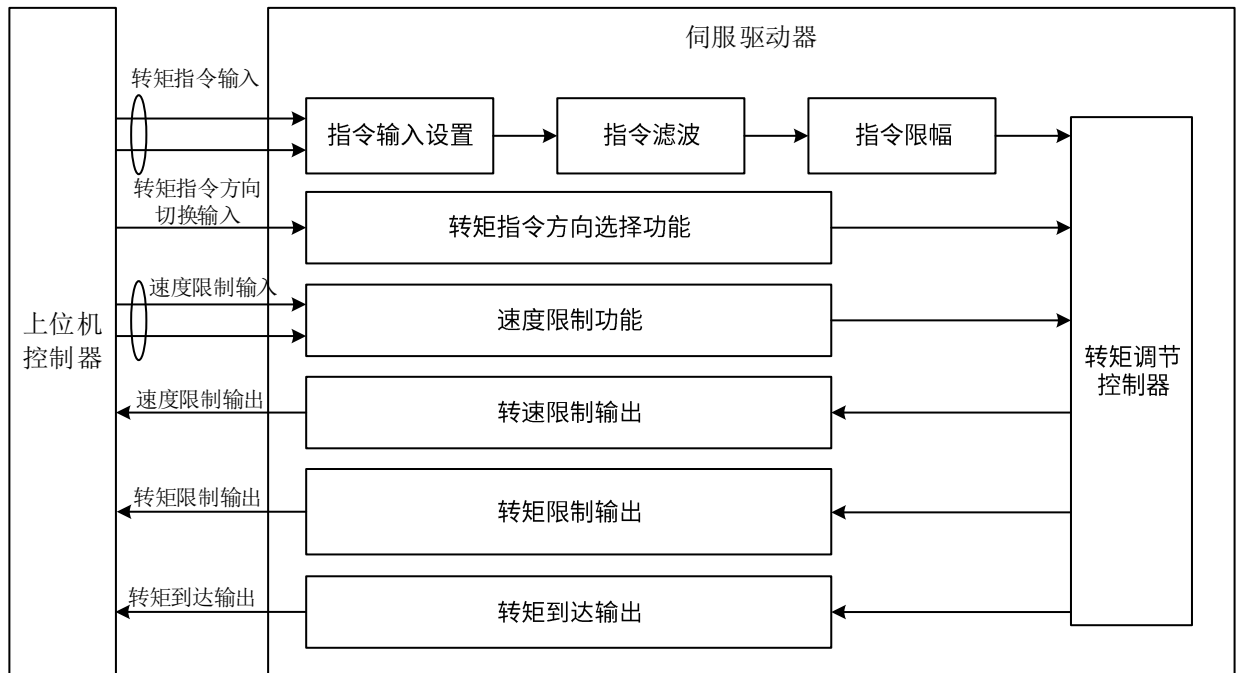 伺服驱动器
转矩指令输入
指令输入设置
指令滤波
指令限幅
转矩指令方向
切换输入
转矩指令方向选择功能
速度限制输入
速度限制功能
上位机
控制器
转矩调节
控制器
速度限制输出
转速限制输出
转矩限制输出
转矩限制输出
转矩到达输出
转矩到达输出